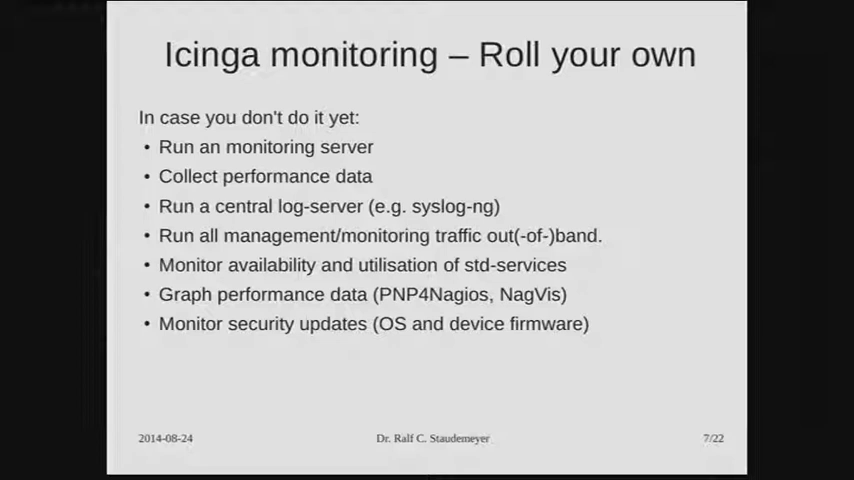 Icinga monitoring – Roll your own
In case you don't do it yet:
• Run an monitoring server
• Collect performance data
• Run a central log-server (e.g. syslog-ng)
• Run all management/monitoring traffic out(-of-)band.
• Monitor availability and utilisation of std-services
• Graph performance data (PNP4Nagios, NagVis)
• Monitor security updates (OS and device firmware)
2014-08-24
Dr. Ralf C. Staudemeyer
7/22